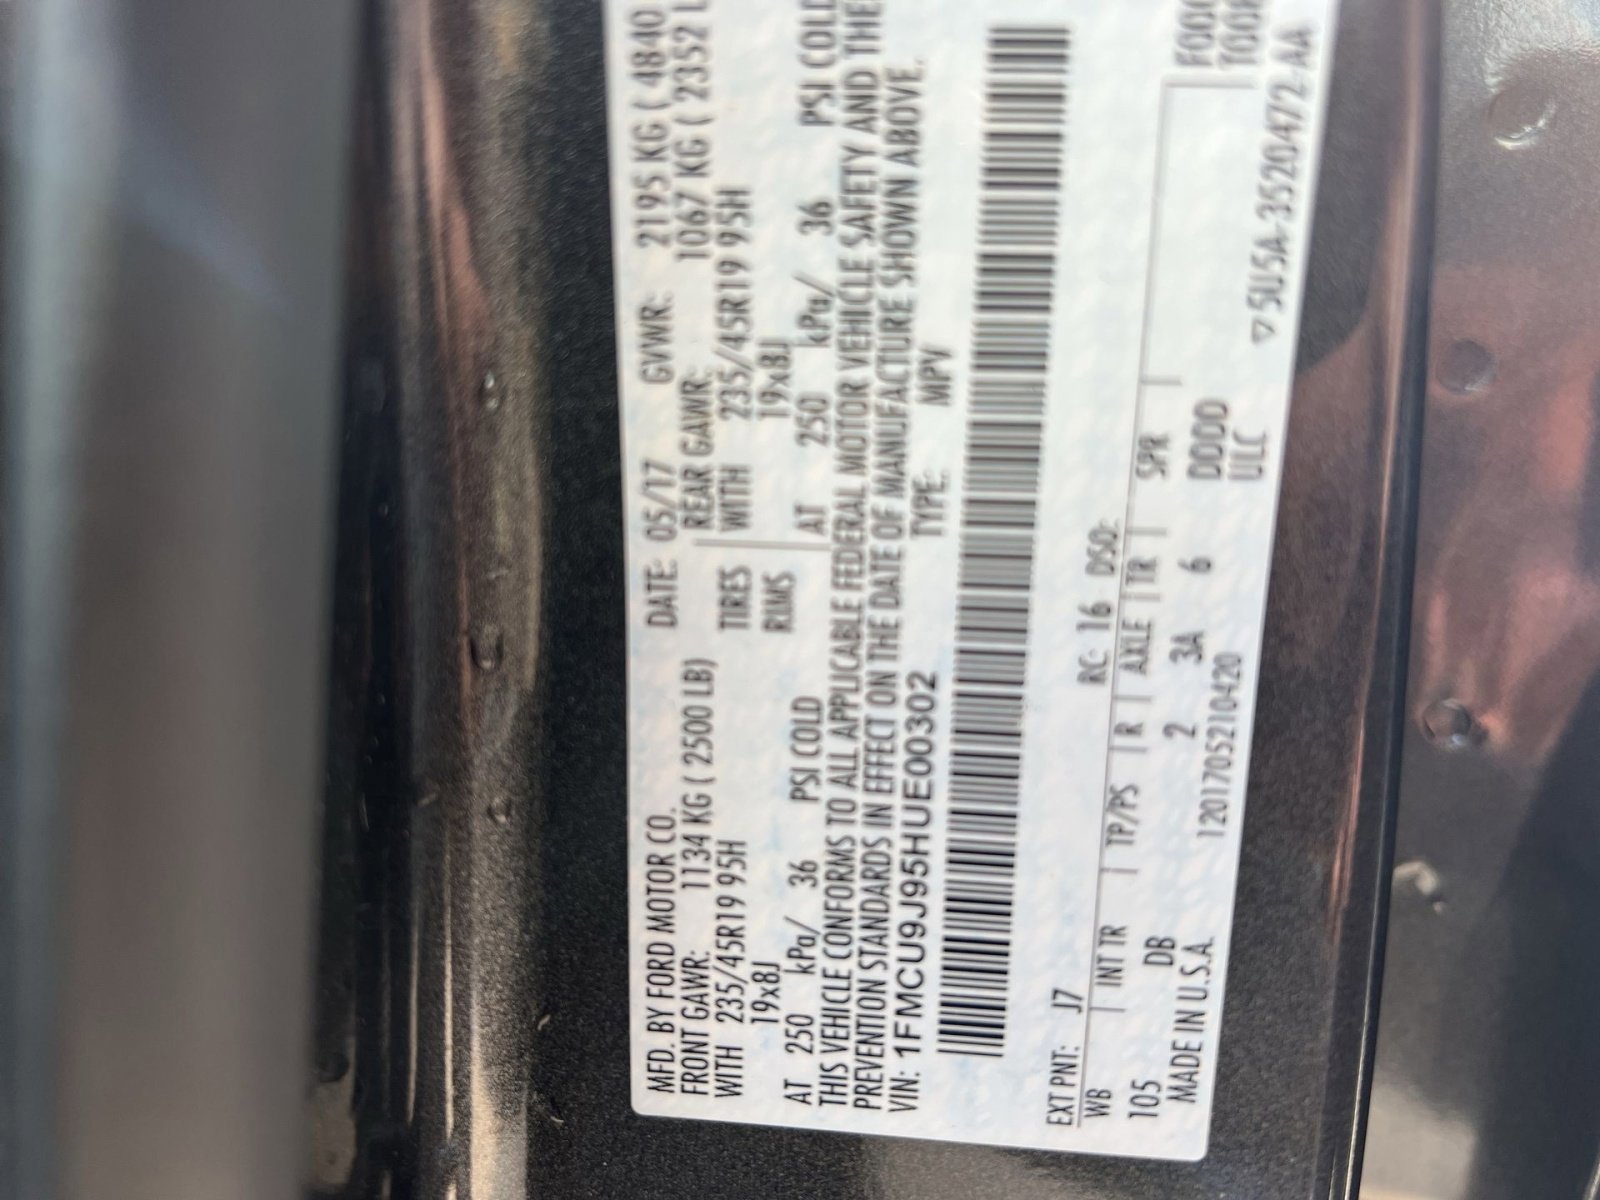 MFD. BY FORD MOTOR CO. DATE: 05/17 GVWR: 2195 KG ( 4840
FRONT GAWR: 1134 KG ( 2500 LB) REAR GAWR: 1067 KG ( 2352 L
WITH 235/45R19 95H TIRES WITH 235/45R19 95H
19x8J RIMS 19x8J
AT 250 kPa/ 36 PSI COLD AT 250 kPa/ 36 PSI COLD
THIS VEHICLE CONFORMS TO ALL APPLICABLE FEDERAL MOTOR VEHICLE SAFETY AND THE
PREVENTION STANDARDS IN EFFECT ON THE DATE OF MANUFACTURE SHOWN ABOVE.
VIN: 1FMCU9J95HUE00302 TYPE: MPV
EXT PNT: J7 RC: 16 DSO:
WB INT TR TP/PS R AXLE TR SPR
105 DB 2 3A 6 DDDD
MADE IN U.S.A. 1201705210420 ULC
▽5U5A-3520472-AA